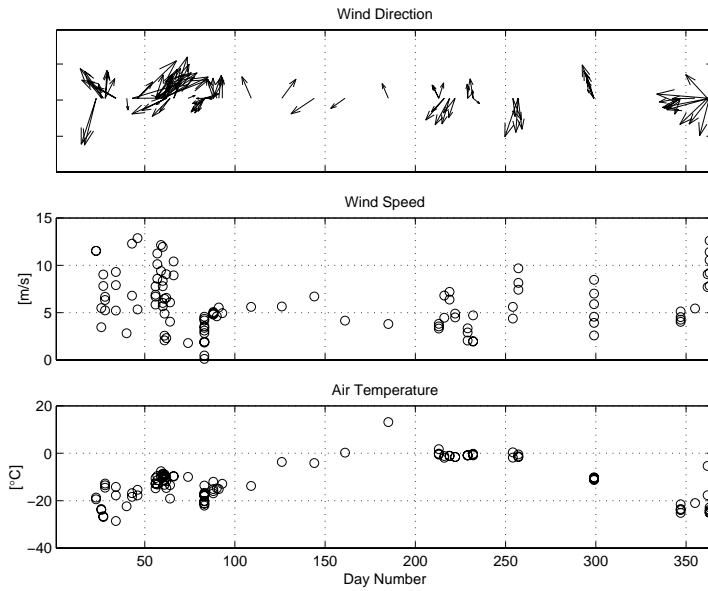 Wind Direction
Wind Speed
15
10
5
0
[m/s]
Air Temperature
20
0
−20
−40
[°C]
50 100 150 200 250 300 350
Day Number